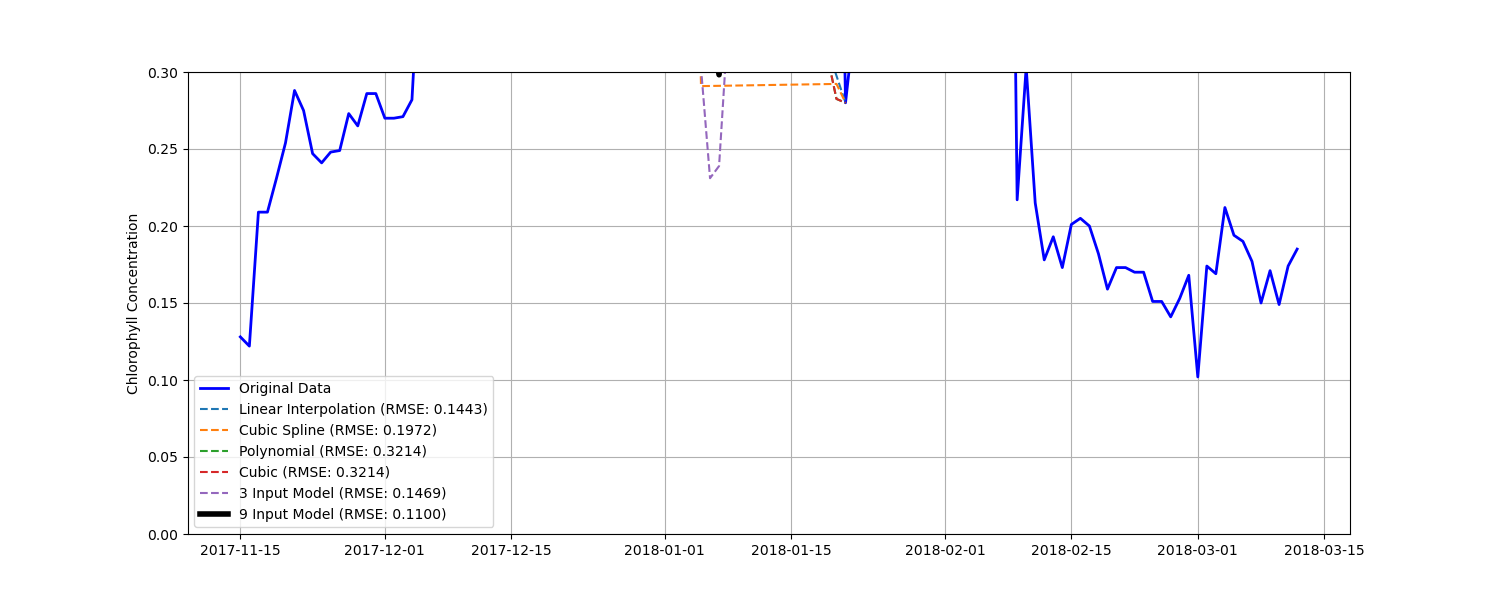 0.30
0.25
0.20
0.15
0.10
0.05
0.00
Chlorophyll Concentration
Original Data
Linear Interpolation (RMSE: 0.1443)
Cubic Spline (RMSE: 0.1972)
Polynomial (RMSE: 0.3214)
Cubic (RMSE: 0.3214)
3 Input Model (RMSE: 0.1469)
9 Input Model (RMSE: 0.1100)
2017-11-15 2017-12-01 2017-12-15 2018-01-01 2018-01-15 2018-02-01 2018-02-15 2018-03-01 2018-03-15